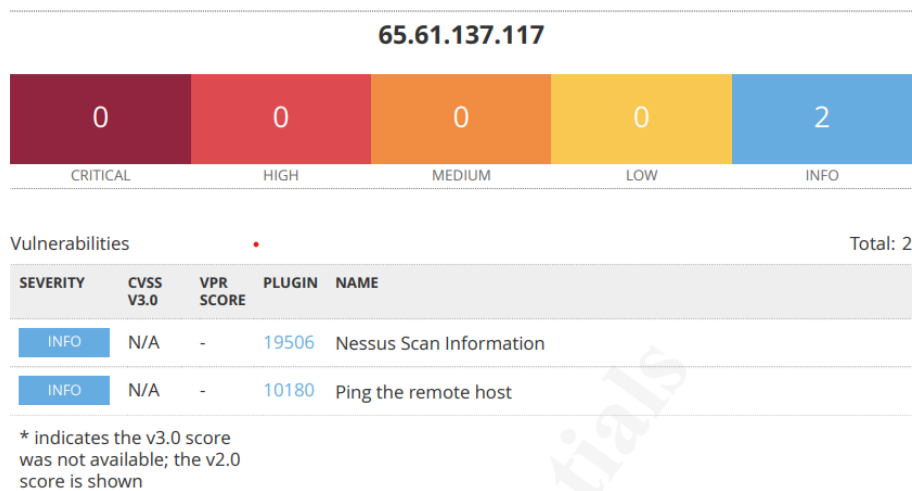 65.61.137.117
0 0 0 0 2
CRITICAL HIGH MEDIUM LOW INFO
Vulnerabilities Total: 2
SEVERITY CVSS V3.0 VPR SCORE PLUGIN NAME
INFO N/A - 19506 Nessus Scan Information
INFO N/A - 10180 Ping the remote host
* indicates the v3.0 score
was not available; the v2.0
score is shown
tials